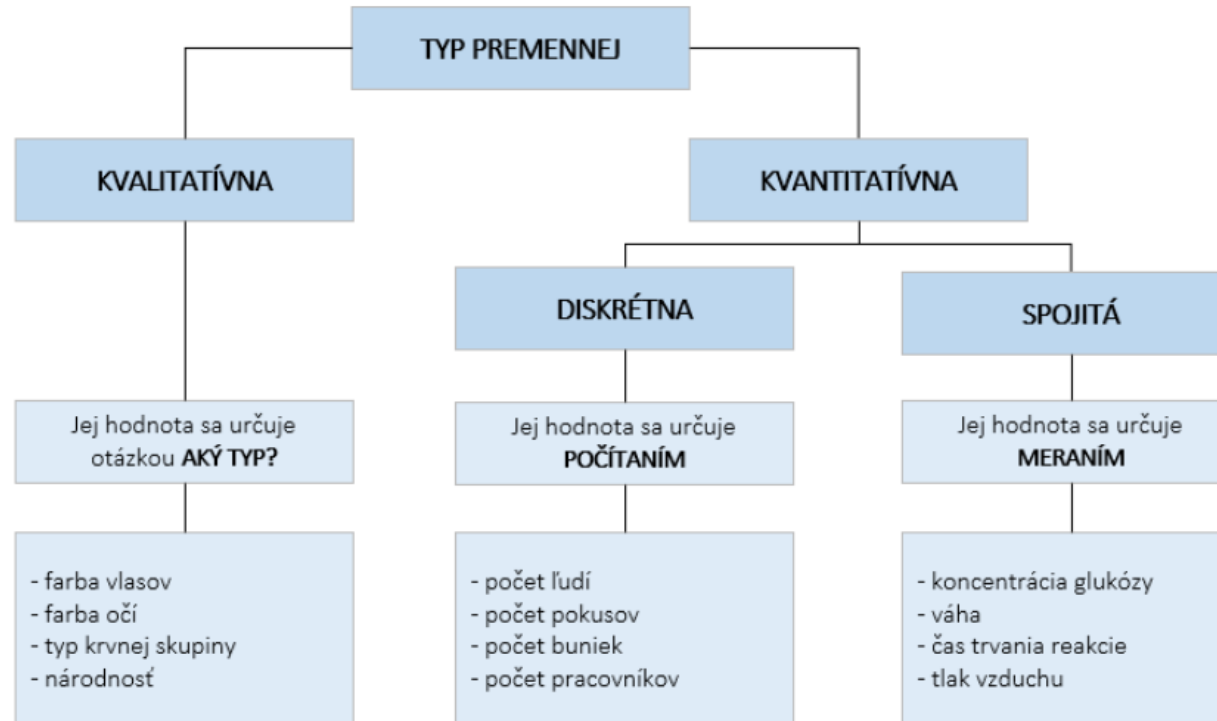 TYP PREMENNEJ
KVALITATÍVNA
KVANTITATÍVNA
DISKRÉTNA
SPOJITÁ
Jej hodnota sa určuje
otázkou AKÝ TYP?
Jej hodnota sa určuje
POČÍTANÍM
Jej hodnota sa určuje
MERANÍM
- farba vlasov
- farba očí
- typ krvnej skupiny
- národnosť
- počet ľudí
- počet pokusov
- počet buniek
- počet pracovníkov
- koncentrácia glukózy
- váha
- čas trvania reakcie
- tlak vzduchu